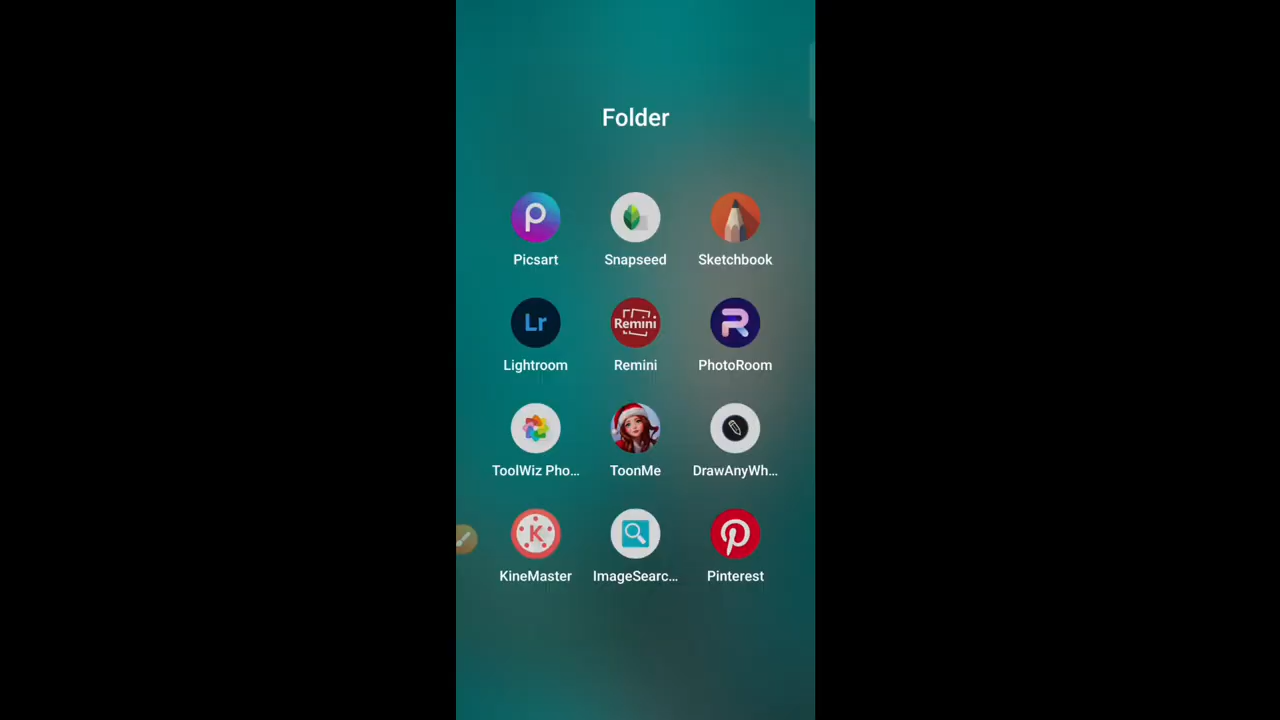 Folder
Picsart
Snapseed
Sketchbook
Lr
Remini
Lightroom
Remini
PhotoRoom
ToolWiz Pho...
ToonMe
DrawAnyWh...
K
KineMaster
ImageSearc...
Pinterest